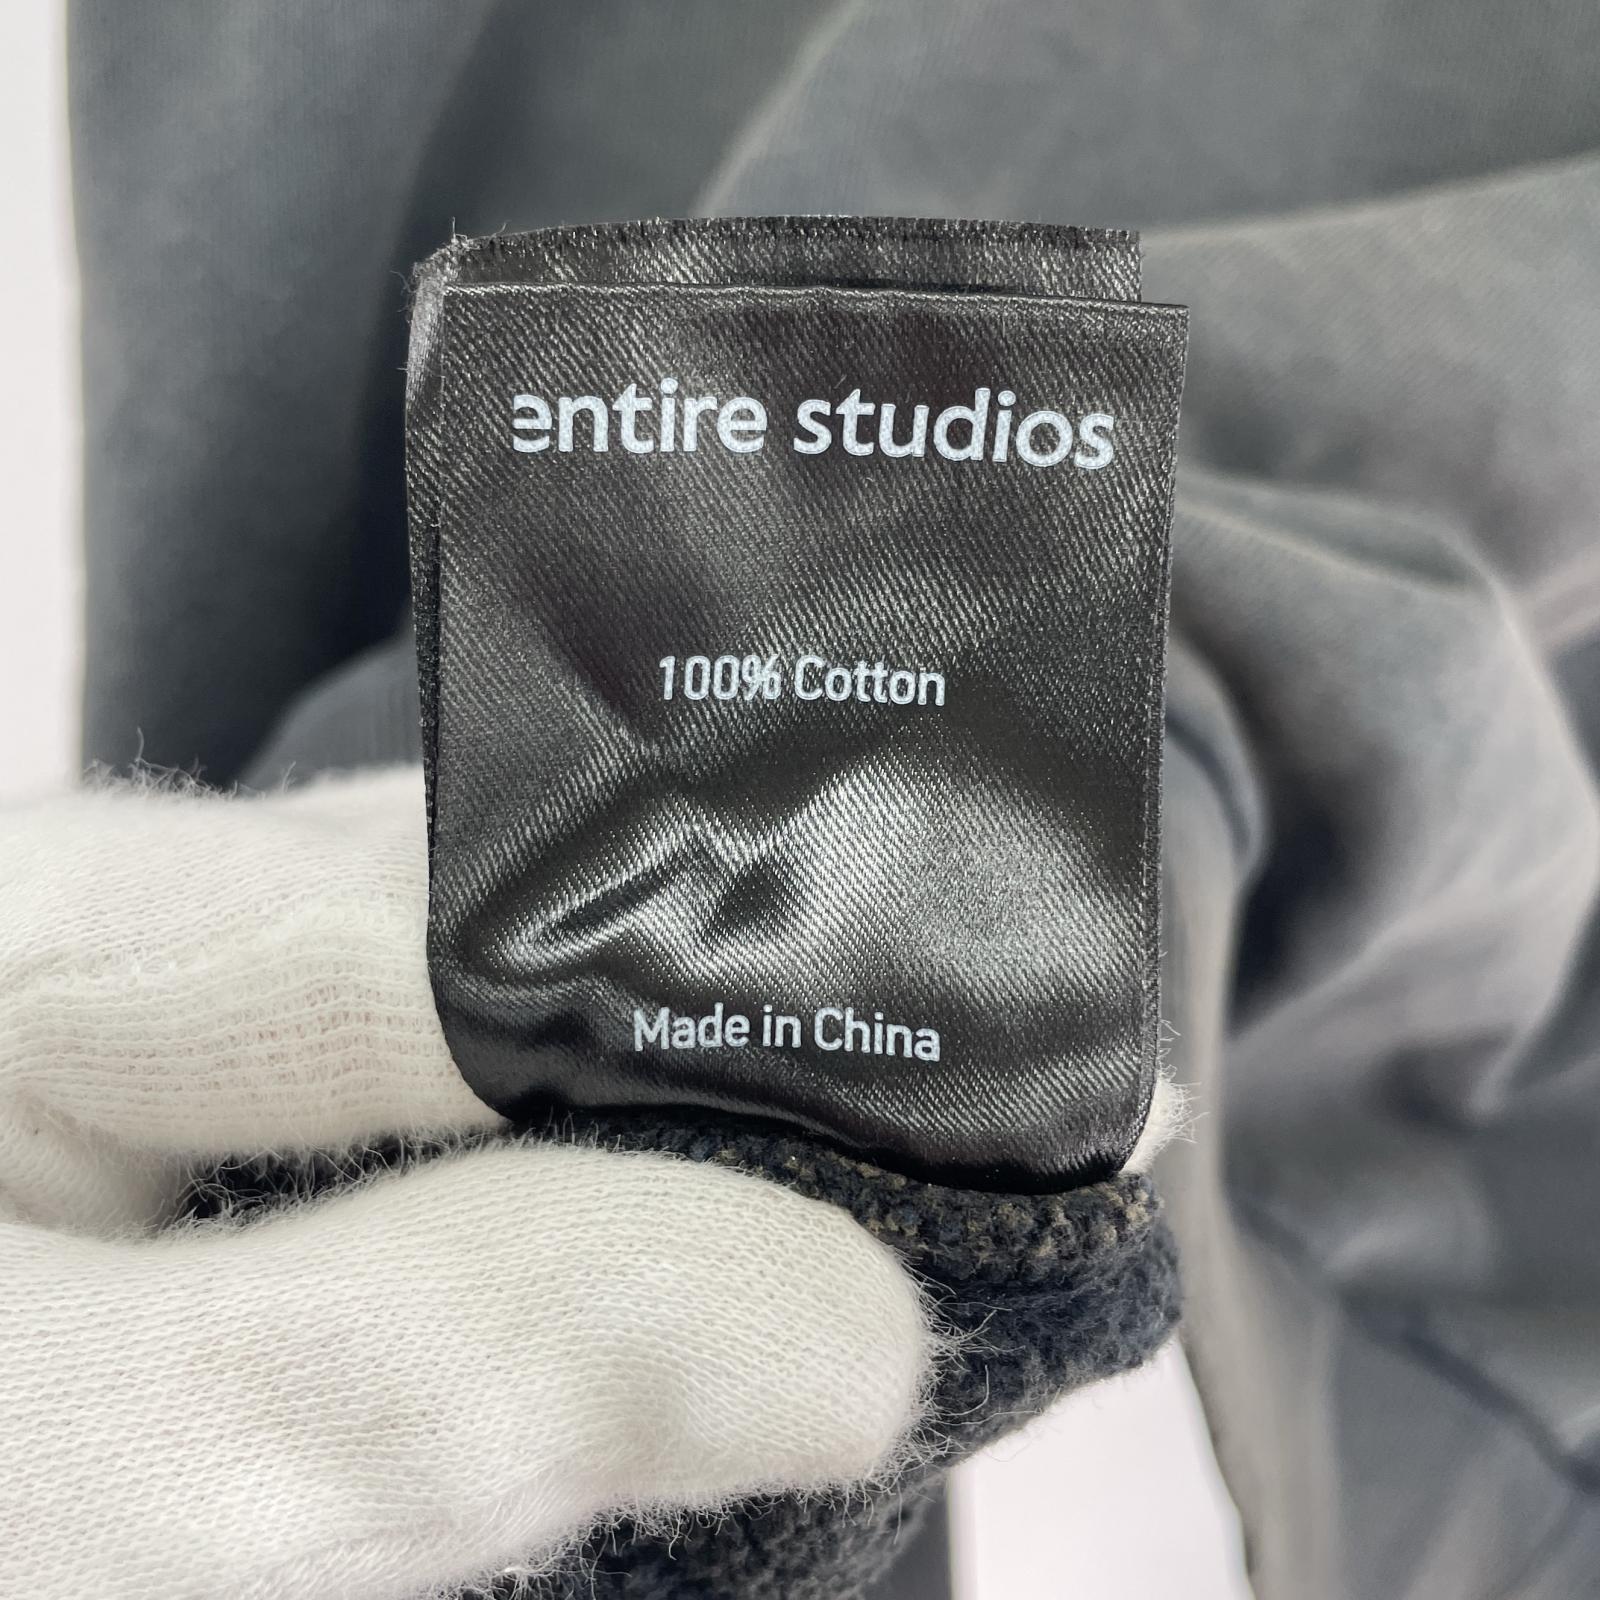 entire studios
100% Cotton
Made in China